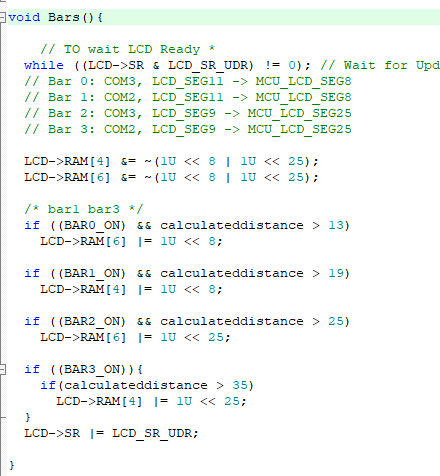 void Bars(){
// TO wait LCD Ready *
while ((LCD->SR & LCD_SR_UDR) != 0); // Wait for Upd
// Bar 0: COM3, LCD_SEG11 -> MCU_LCD_SEG8
// Bar 1: COM2, LCD_SEG11 -> MCU_LCD_SEG8
// Bar 2: COM3, LCD_SEG9 -> MCU_LCD_SEG25
// Bar 3: COM2, LCD_SEG9 -> MCU_LCD_SEG25
LCD->RAM[4] &= ~(1U << 8 | 1U << 25);
LCD->RAM[6] &= ~(1U << 8 | 1U << 25);
/* bar1 bar3 */
if ((BAR0_ON) && calculateddistance > 13)
LCD->RAM[6] |= 1U << 8;
if ((BAR1_ON) && calculateddistance > 19)
LCD->RAM[4] |= 1U << 8;
if ((BAR2_ON) && calculateddistance > 25)
LCD->RAM[6] |= 1U << 25;
if ((BAR3_ON)){
if(calculateddistance > 35)
LCD->RAM[4] |= 1U << 25;
}
LCD->SR |= LCD_SR_UDR;
}